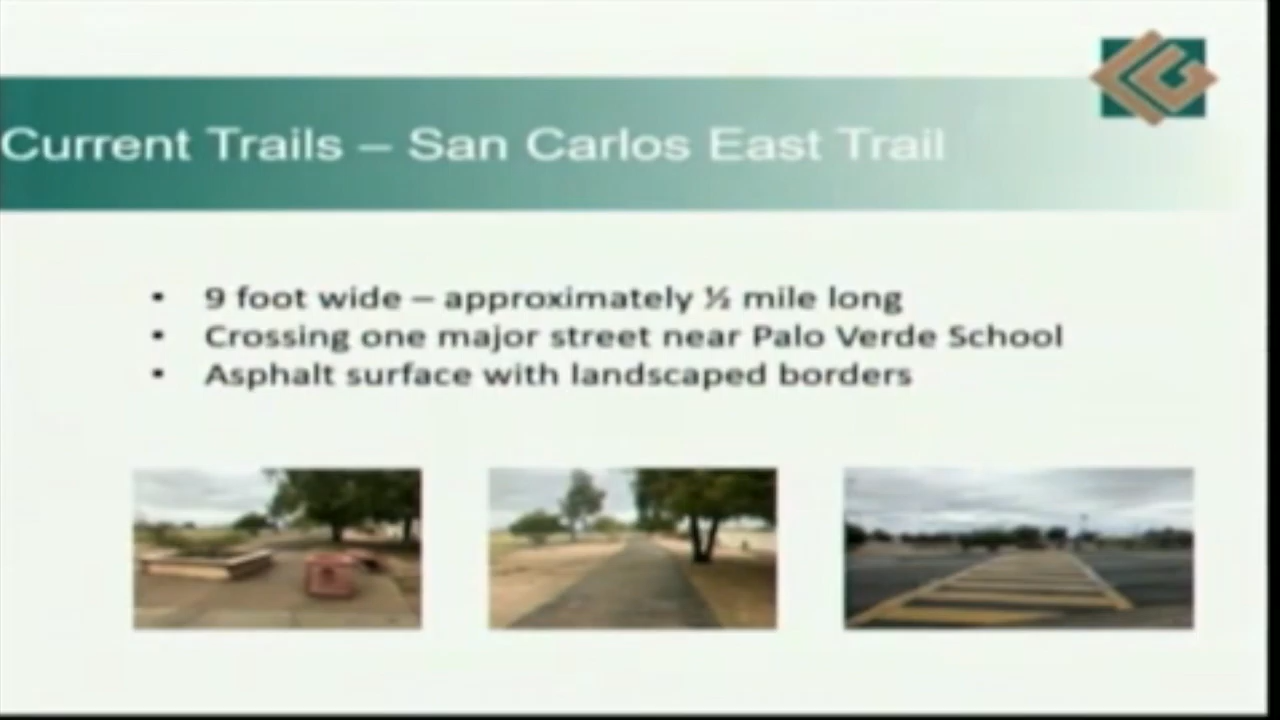 Current Trails – San Carlos East Trail
• 9 foot wide – approximately ½ mile long
• Crossing one major street near Palo Verde School
• Asphalt surface with landscaped borders